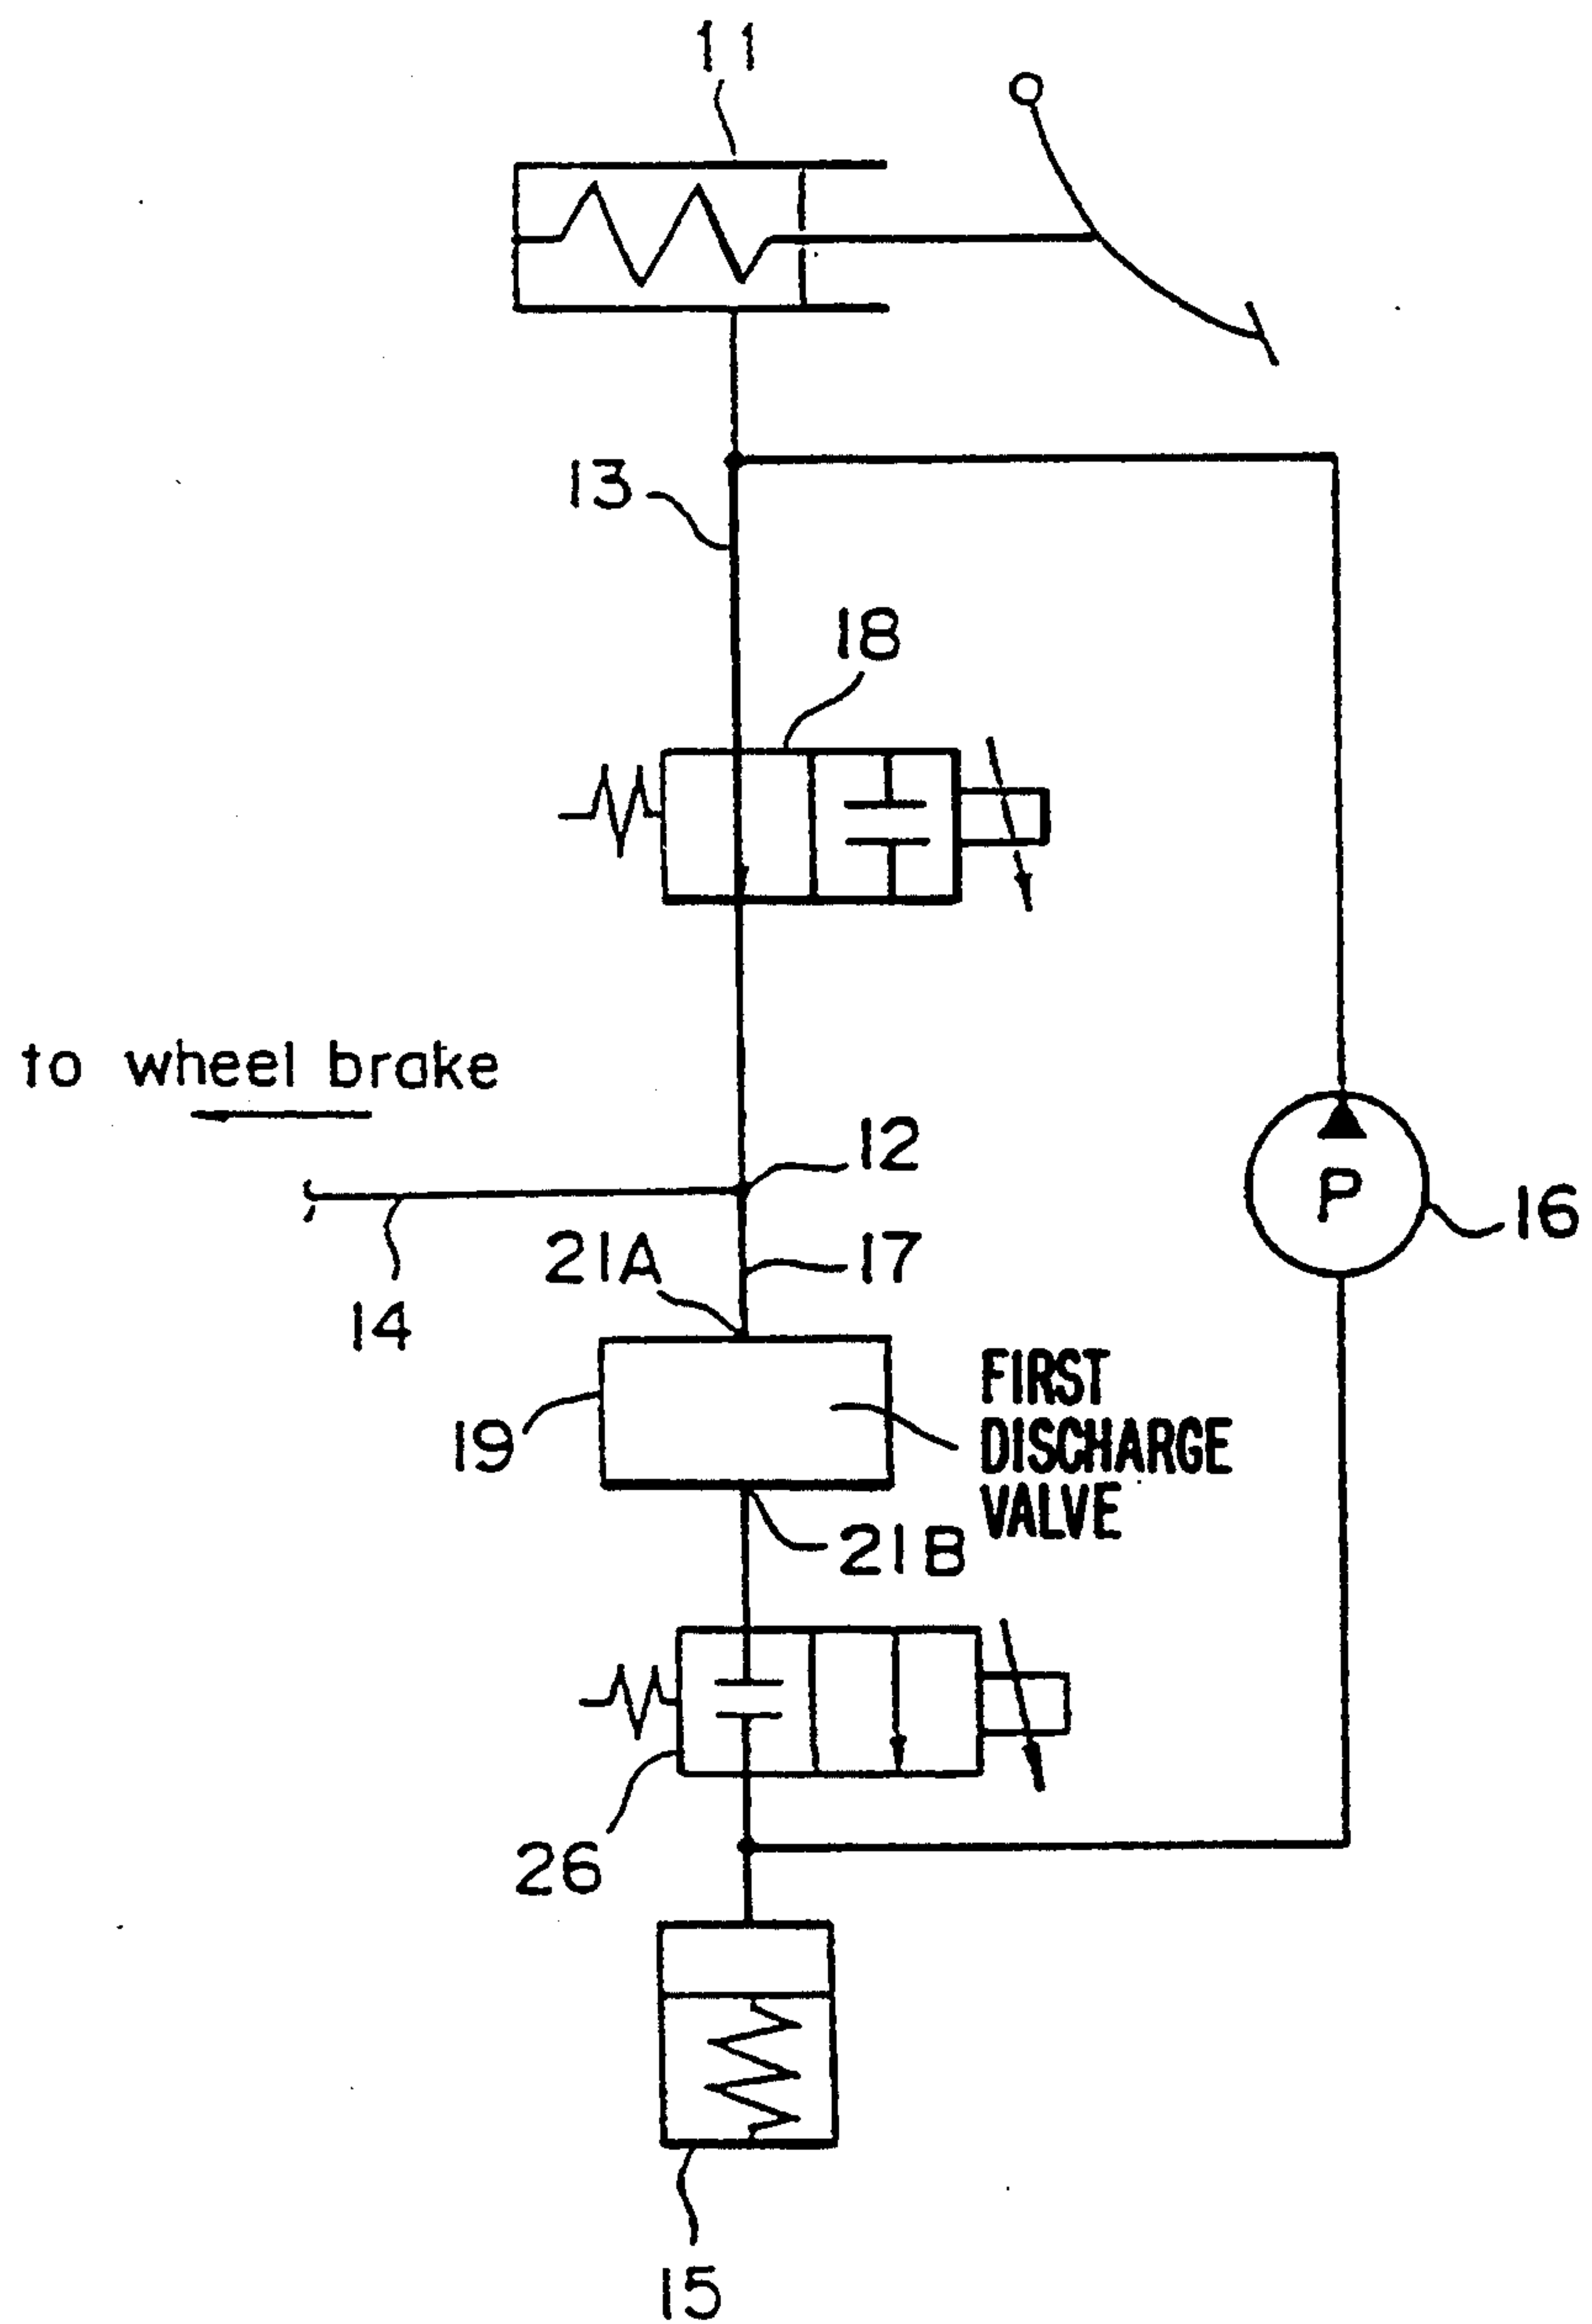 11
13
18
to wheel brake
12
21A
17
16
14
FIRST
DISCHARGE
VALVE
19
21B
P
26
15